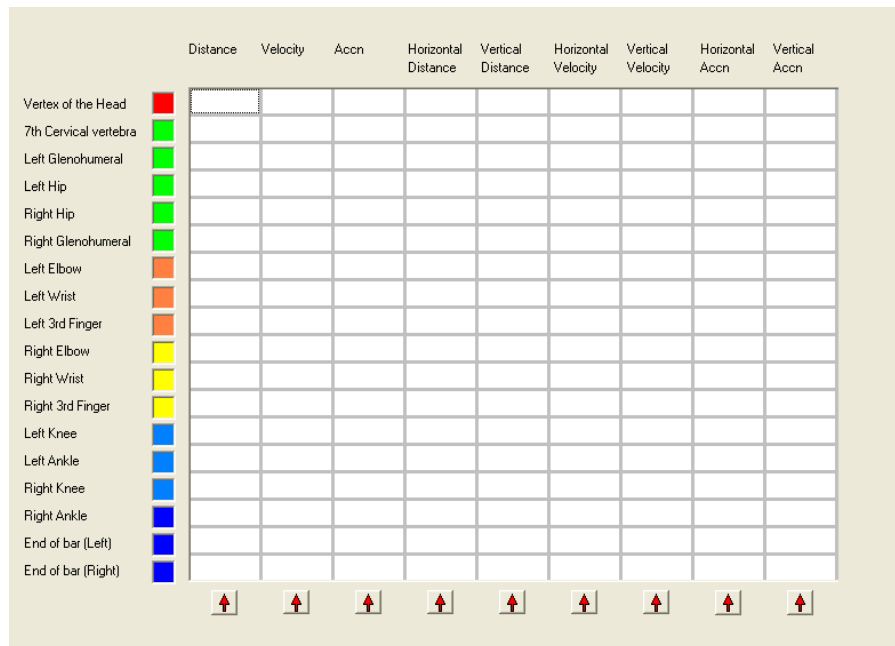 Distance Velocity Accn Horizontal Vertical Horizontal Vertical Horizontal Vertical
Distance Distance Velocity Velocity Accn Accn
Vertex of the Head
7th Cervical vertebra
Left Glenohumeral
Left Hip
Right Hip
Right Glenohumeral
Left Elbow
Left Wrist
Left 3rd Finger
Right Elbow
Right Wrist
Right 3rd Finger
Left Knee
Left Ankle
Right Knee
Right Ankle
End of bar (Left)
End of bar (Right)